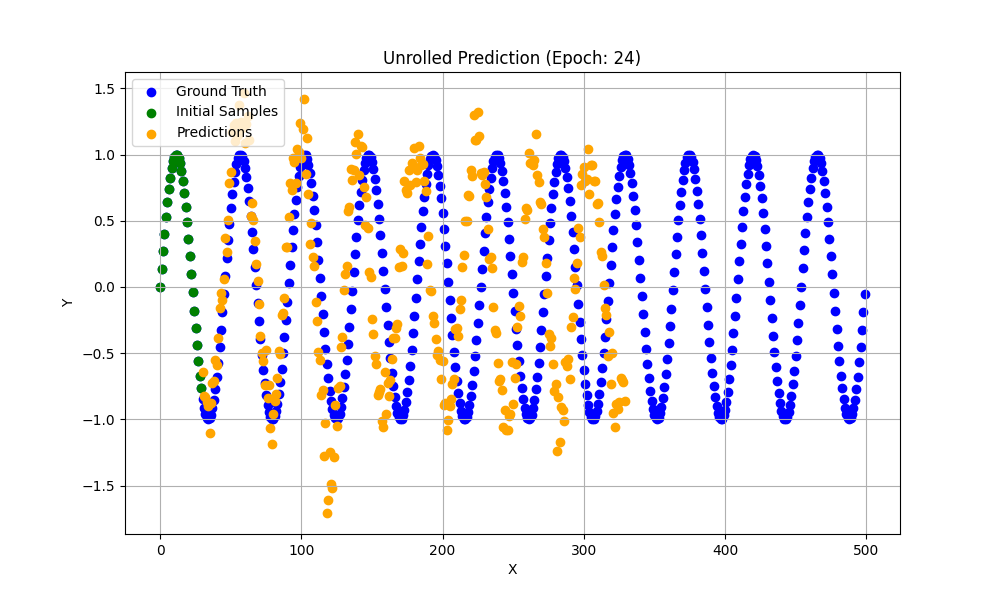 Unrolled Prediction (Epoch: 24)
Ground Truth
Initial Samples
Predictions
1.5
1.0
0.5
0.0
−0.5
−1.0
−1.5
Y
0 100 200 300 400 500
X